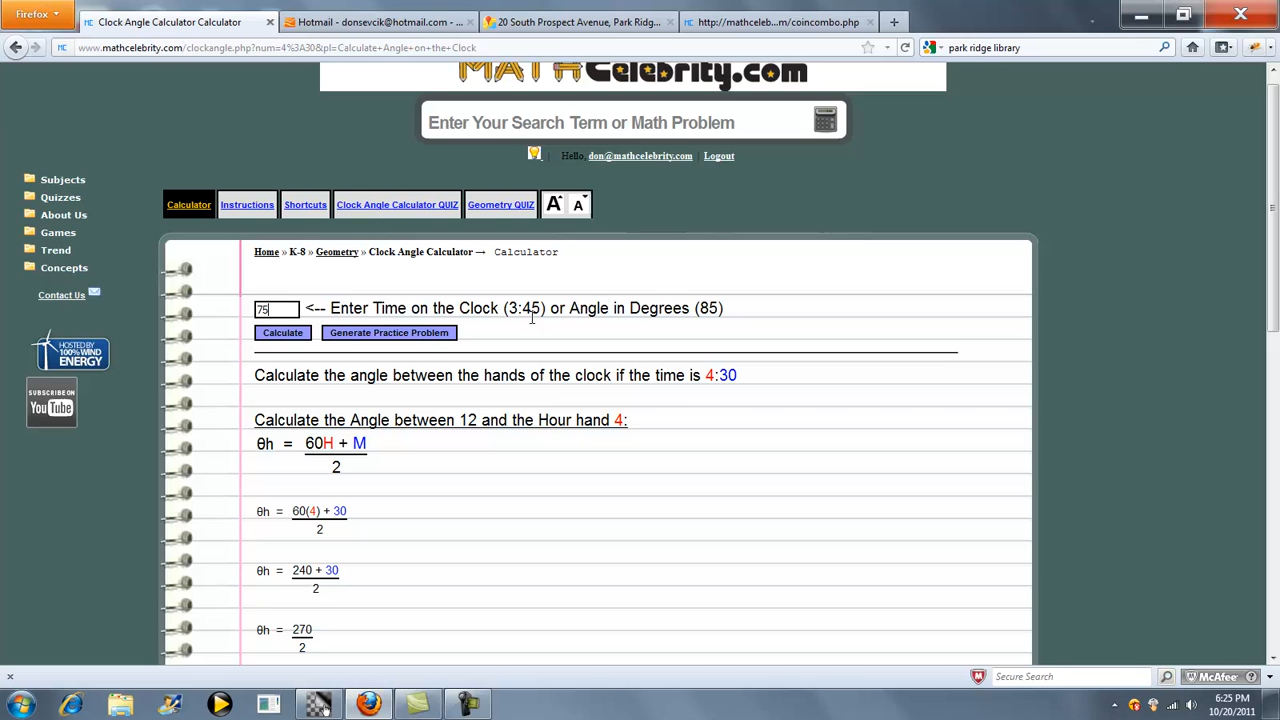 Firefox
Clock Angle Calculator Calculator
Hotmail - donsevcik@hotmail.com - ...
20 South Prospect Avenue, Park Ridg...
http://mathceleb...m/coincombo.php
www.mathcelebrity.com/clockangle.php?num=4%3A30&pl=Calculate+Angle+on+the+Clock
park ridge library
MATHCelebrity.com
Enter Your Search Term or Math Problem
Hello, don@mathcelebrity.com | Logout
Subjects
Quizzes
About Us
Games
Trend
Concepts
Contact Us
HOSTED BY
100% WIND
ENERGY
SUBSCRIBE ON
YouTube
Calculator
Instructions
Shortcuts
Clock Angle Calculator QUIZ
Geometry QUIZ
A A
Home » K-8 » Geometry » Clock Angle Calculator → Calculator
75 <-- Enter Time on the Clock (3:45) or Angle in Degrees (85)
Calculate
Generate Practice Problem
Calculate the angle between the hands of the clock if the time is 4:30
Calculate the Angle between 12 and the Hour hand 4:
θh = 60H + M
2
θh = 60(4) + 30
2
θh = 240 + 30
2
θh = 270
2
Secure Search
McAfee
6:25 PM
10/20/2011